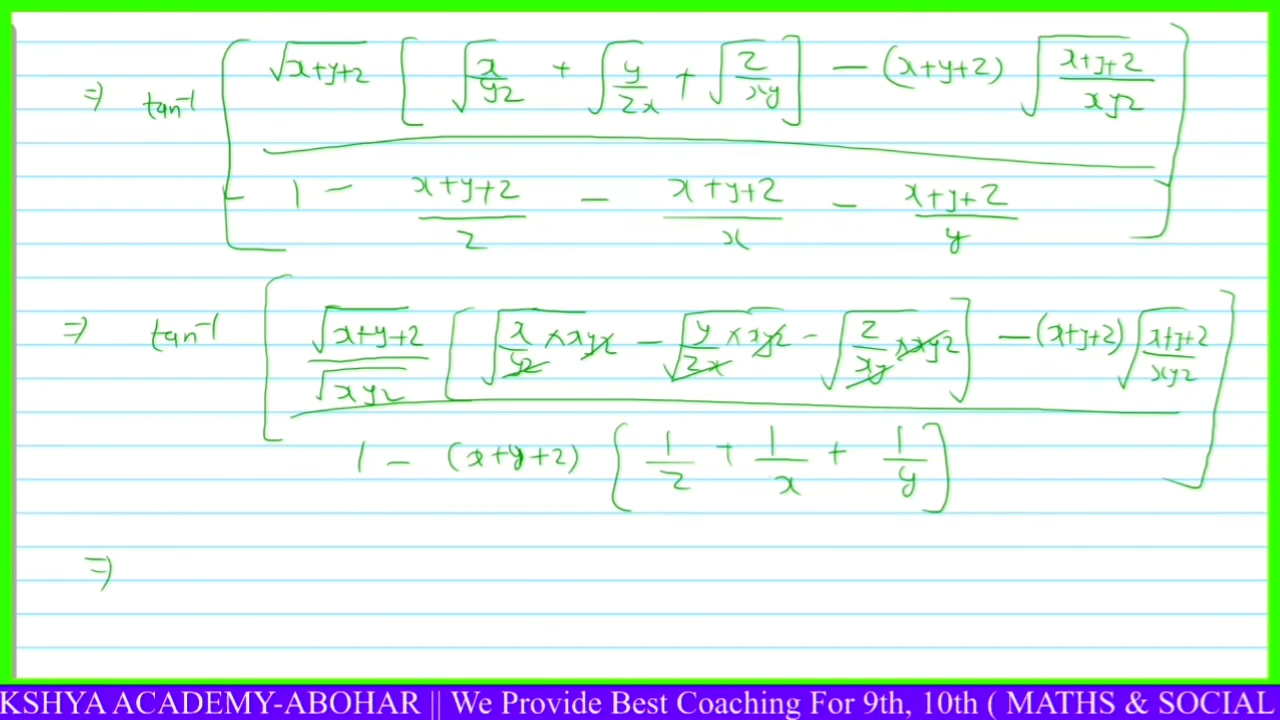 ⇒ tan⁻¹ [ ( √(x+y+z) [ √(x/yz) + √(y/zx) + √(z/xy) ] − (x+y+z) √((x+y+z)/xyz) ) / ( 1 − (x+y+z)/z − (x+y+z)/x − (x+y+z)/y ) ]
⇒ tan⁻¹ [ ( √(x+y+z)/√(xyz) [ √(x/yz × xyz) − √(y/zx × xyz) − √(z/xy × xyz) ] − (x+y+z) √((x+y+z)/xyz) ) / ( 1 − (x+y+z) [ 1/z + 1/x + 1/y ] ) ]
⇒
KSHYA ACADEMY-ABOHAR || We Provide Best Coaching For 9th, 10th ( MATHS & SOCIAL